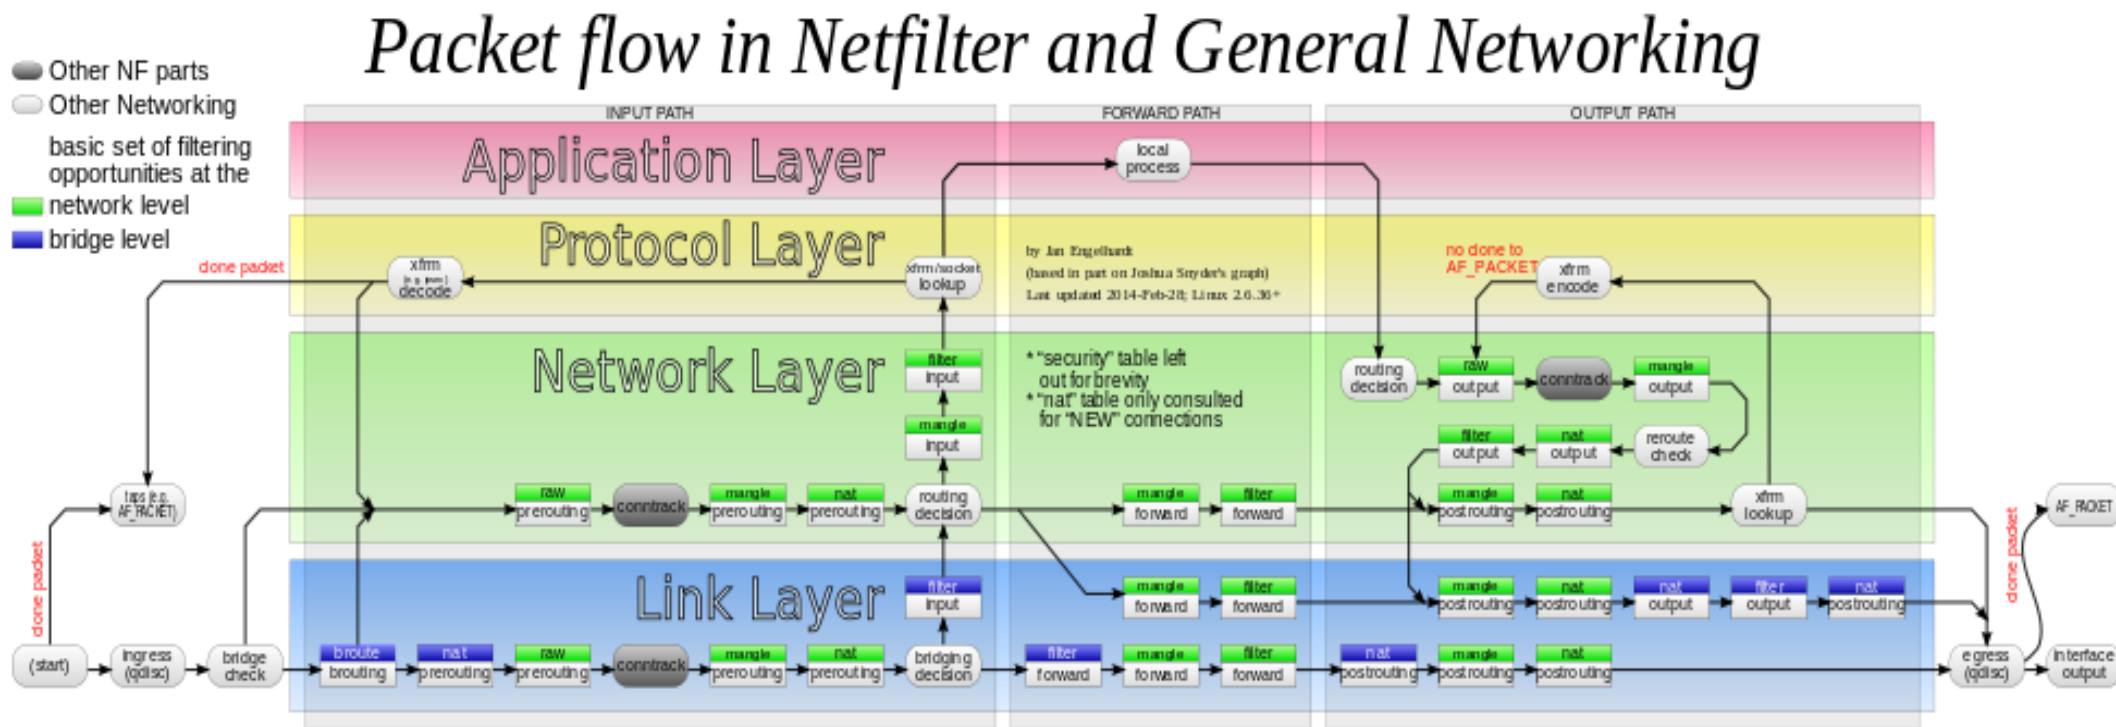 Packet flow in Netfilter and General Networking
Other NF parts
Other Networking
basic set of filtering
opportunities at the
network level
bridge level
INPUT PATH
FORWARD PATH
OUTPUT PATH
Application Layer
local
process
Protocol Layer
clone packet
xfrm
decode
xfrm/socket
lookup
by Jan Engelhardt
(based in part on Joshua Snyder's graph)
Last updated 2014-Feb-28; Linux 2.6.36+
no clone to
AF_PACKET
xfrm
encode
Network Layer
filter
input
mangle
input
* "security" table left
out for brevity
* "nat" table only consulted
for "NEW" connections
routing
decision
raw
output
conntrack
mangle
output
filter
output
nat
output
reroute
check
taps (e.g.
AF_PACKET)
raw
prerouting
conntrack
mangle
prerouting
nat
prerouting
routing
decision
mangle
forward
filter
forward
mangle
postrouting
nat
postrouting
xfrm
lookup
clone packet
AF_PACKET
clone packet
Link Layer
filter
input
mangle
forward
filter
forward
mangle
postrouting
nat
postrouting
nat
output
filter
output
nat
postrouting
(start)
ingress
(qdisc)
bridge
check
broute
brouting
nat
prerouting
raw
prerouting
conntrack
mangle
prerouting
nat
prerouting
bridging
decision
filter
forward
mangle
forward
filter
forward
nat
postrouting
mangle
postrouting
nat
postrouting
egress
(qdisc)
interface
output